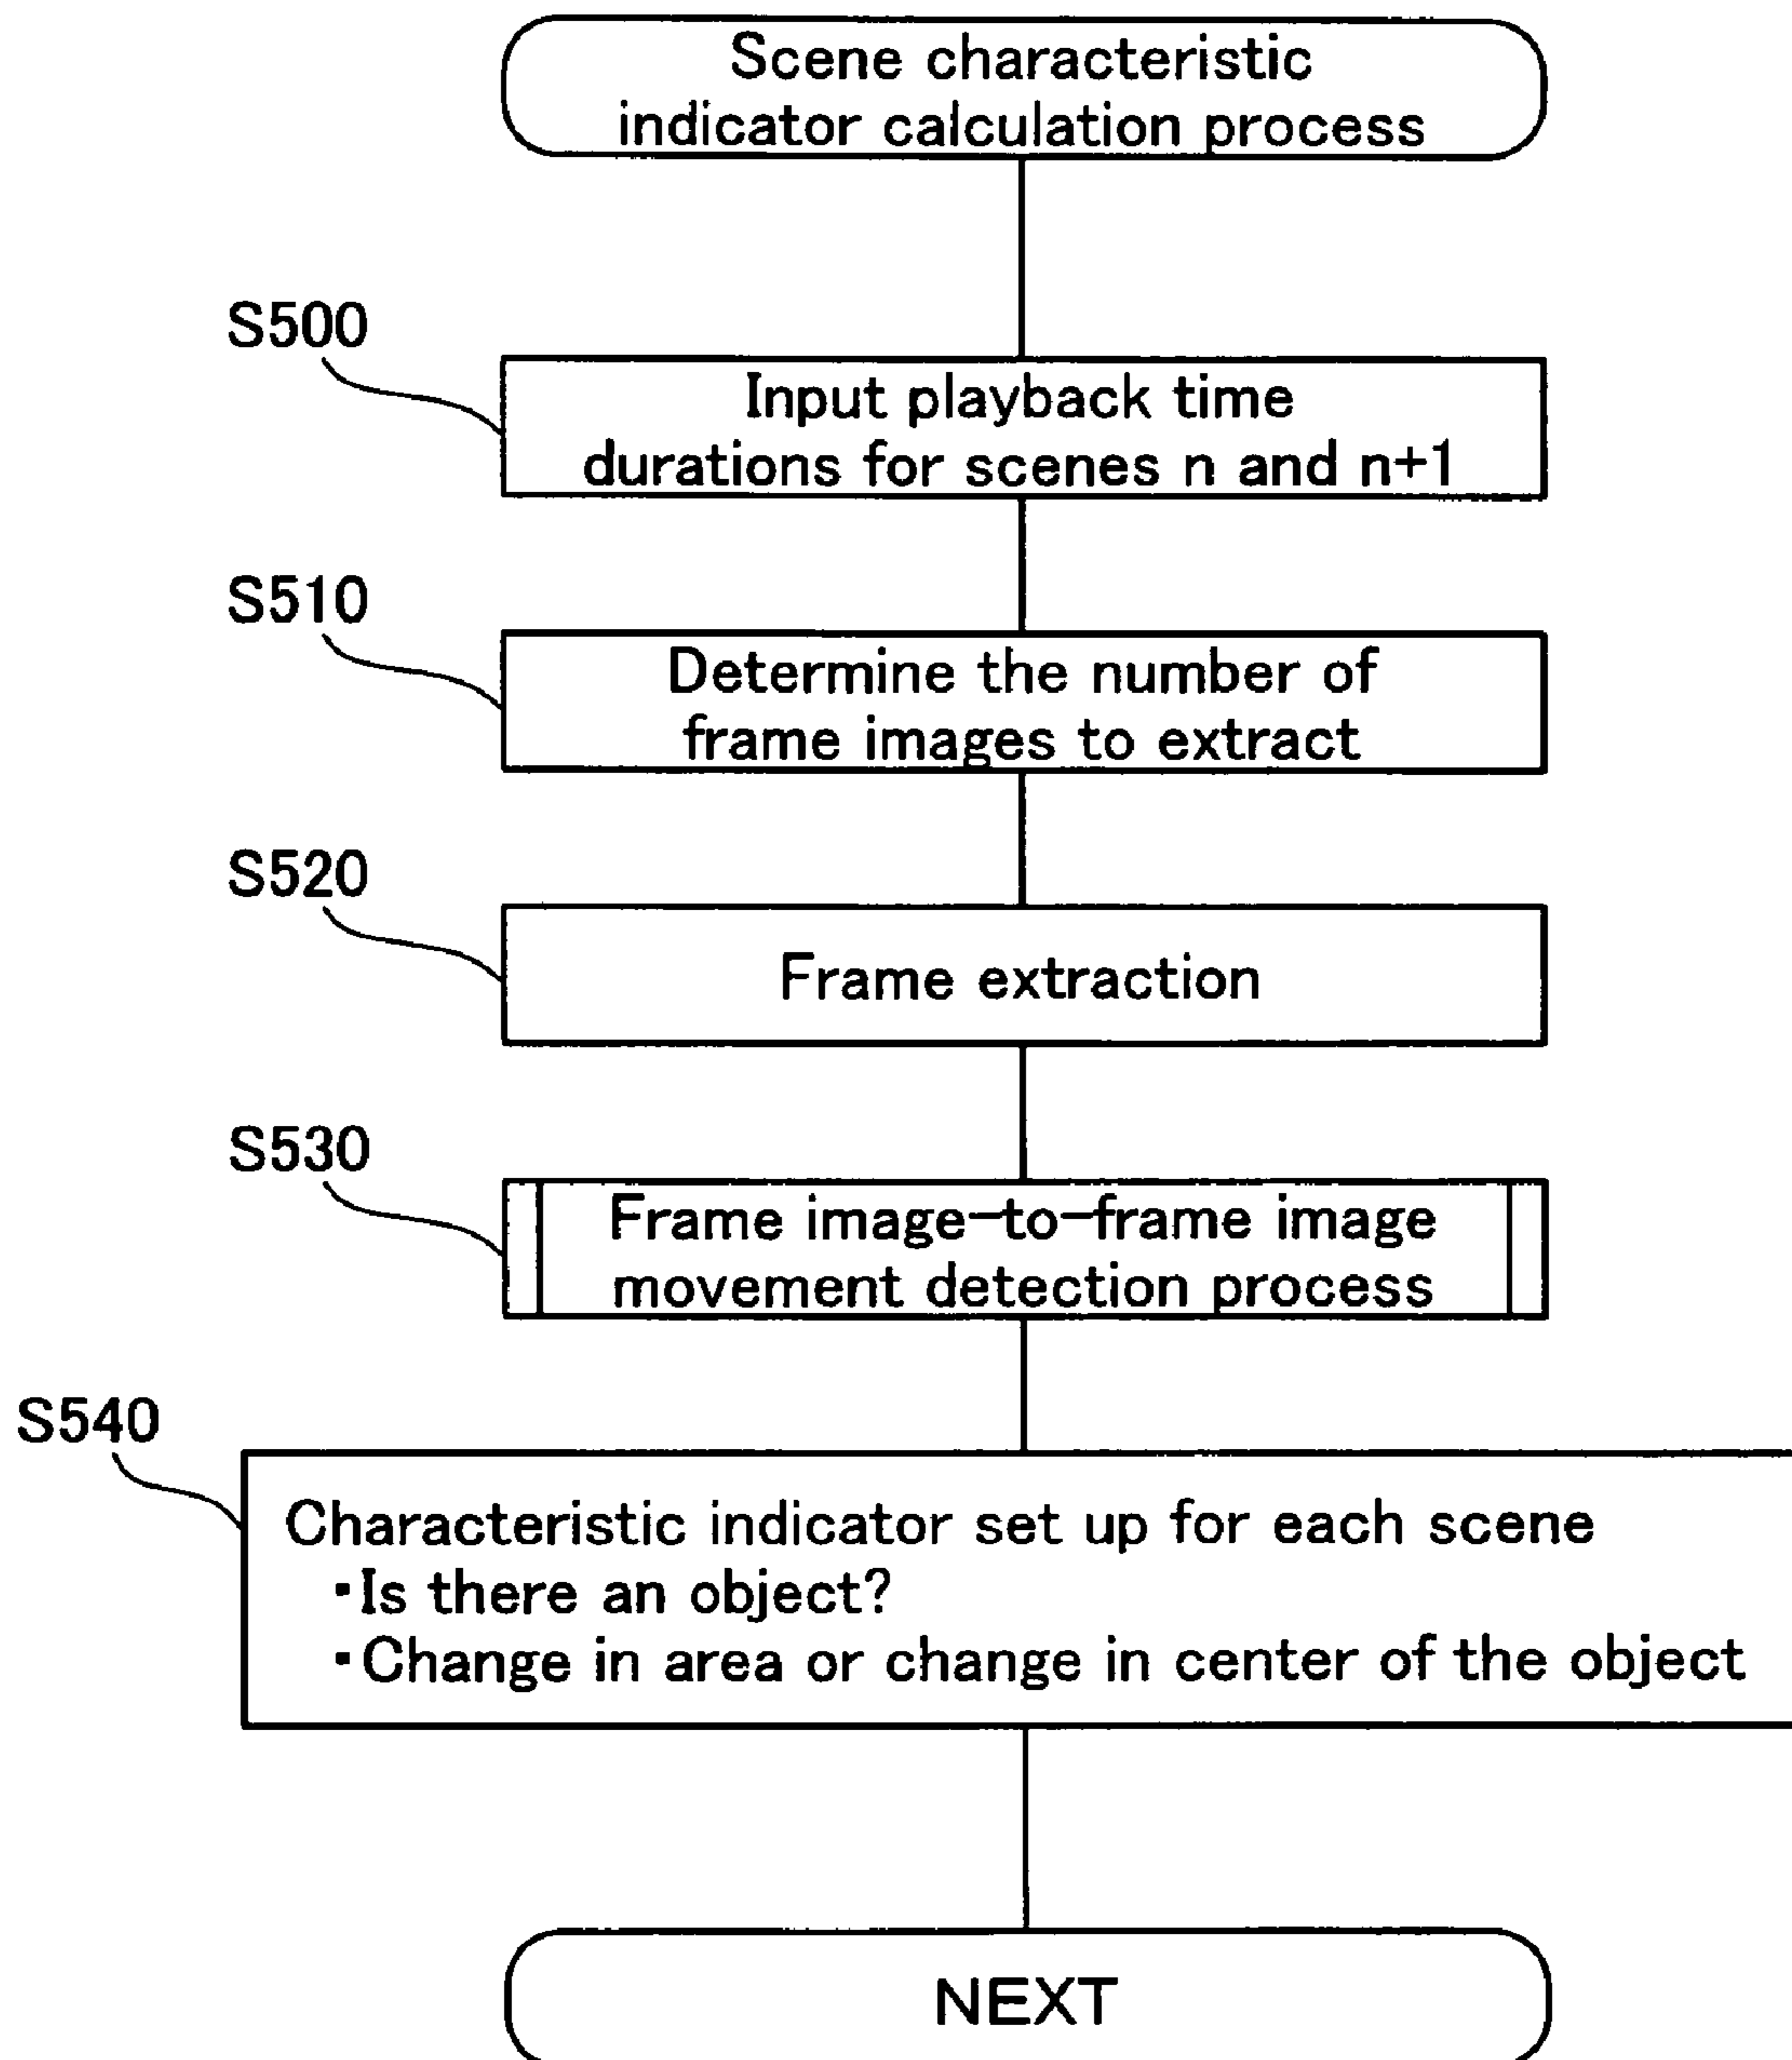 Scene characteristic
indicator calculation process
S500
Input playback time
durations for scenes n and n+1
S510
Determine the number of
frame images to extract
S520
Frame extraction
S530
Frame image-to-frame image
movement detection process
S540
Characteristic indicator set up for each scene
▪Is there an object?
▪Change in area or change in center of the object
NEXT